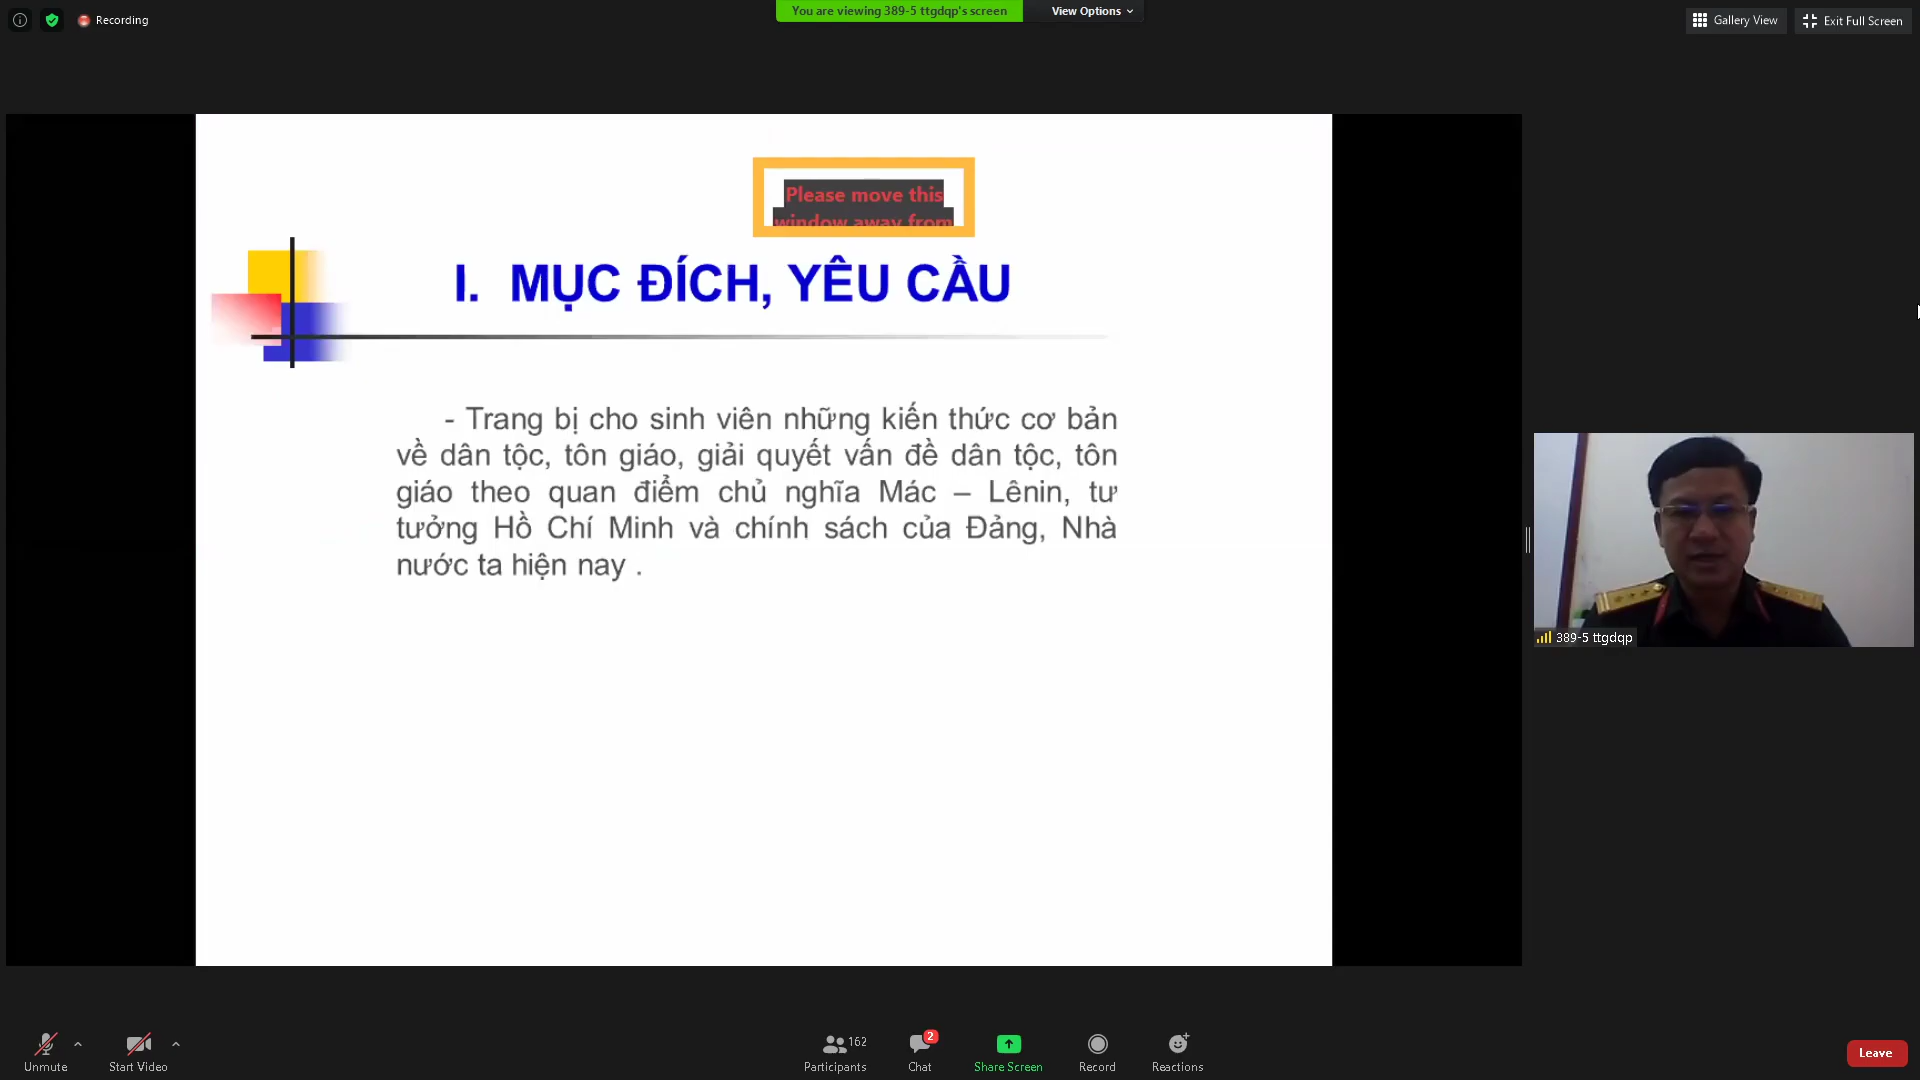 Recording
You are viewing 389-5 ttgdqp's screen
View Options
Gallery View
Exit Full Screen
Please move this
window away from
I. MỤC ĐÍCH, YÊU CẦU
- Trang bị cho sinh viên những kiến thức cơ bản
về dân tộc, tôn giáo, giải quyết vấn đề dân tộc, tôn
giáo theo quan điểm chủ nghĩa Mác – Lênin, tư
tưởng Hồ Chí Minh và chính sách của Đảng, Nhà
nước ta hiện nay .
389-5 ttgdqp
Unmute
Start Video
162
Participants
2
Chat
Share Screen
Record
Reactions
Leave